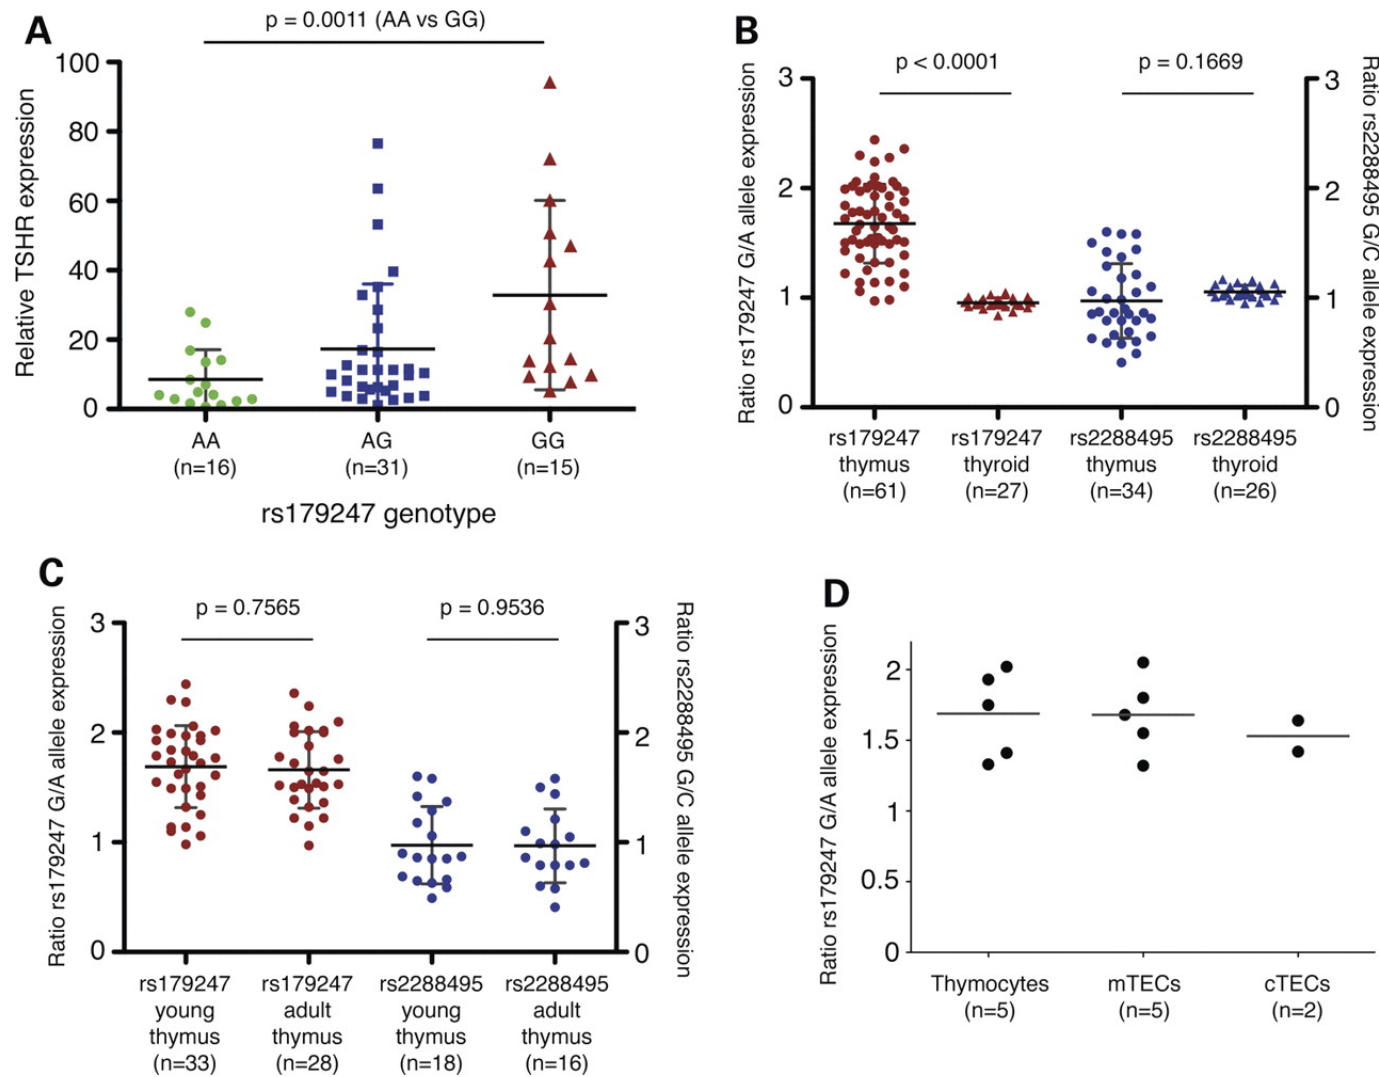 A
p = 0.0011 (AA vs GG)
Relative TSHR expression
100
80
60
40
20
0
AA
(n=16)
AG
(n=31)
GG
(n=15)
rs179247 genotype
B
p < 0.0001
p = 0.1669
Ratio rs179247 G/A allele expression
3
2
1
0
3
2
1
0
Ratio rs2288495 G/C allele expression
rs179247
thymus
(n=61)
rs179247
thyroid
(n=27)
rs2288495
thymus
(n=34)
rs2288495
thyroid
(n=26)
C
p = 0.7565
p = 0.9536
Ratio rs179247 G/A allele expression
3
2
1
0
3
2
1
0
Ratio rs2288495 G/C allele expression
rs179247
young
thymus
(n=33)
rs179247
adult
thymus
(n=28)
rs2288495
young
thymus
(n=18)
rs2288495
adult
thymus
(n=16)
D
Ratio rs179247 G/A allele expression
2
1.5
1
0.5
0
Thymocytes
(n=5)
mTECs
(n=5)
cTECs
(n=2)